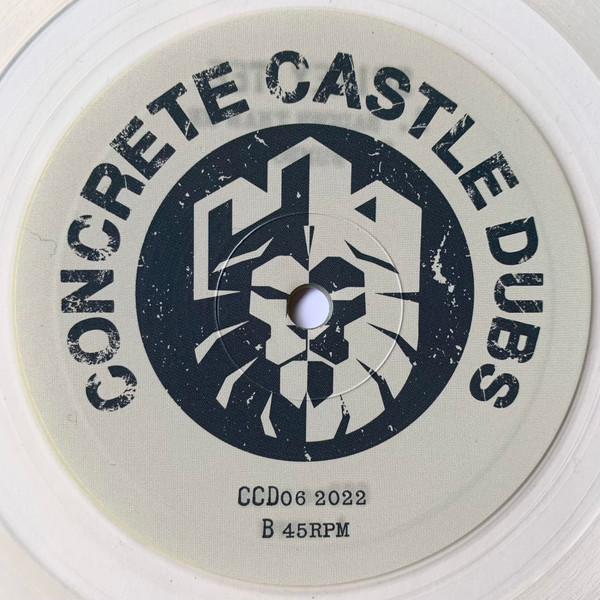 CONCRETE CASTLE DUBS
CCD06 2022
B 45RPM